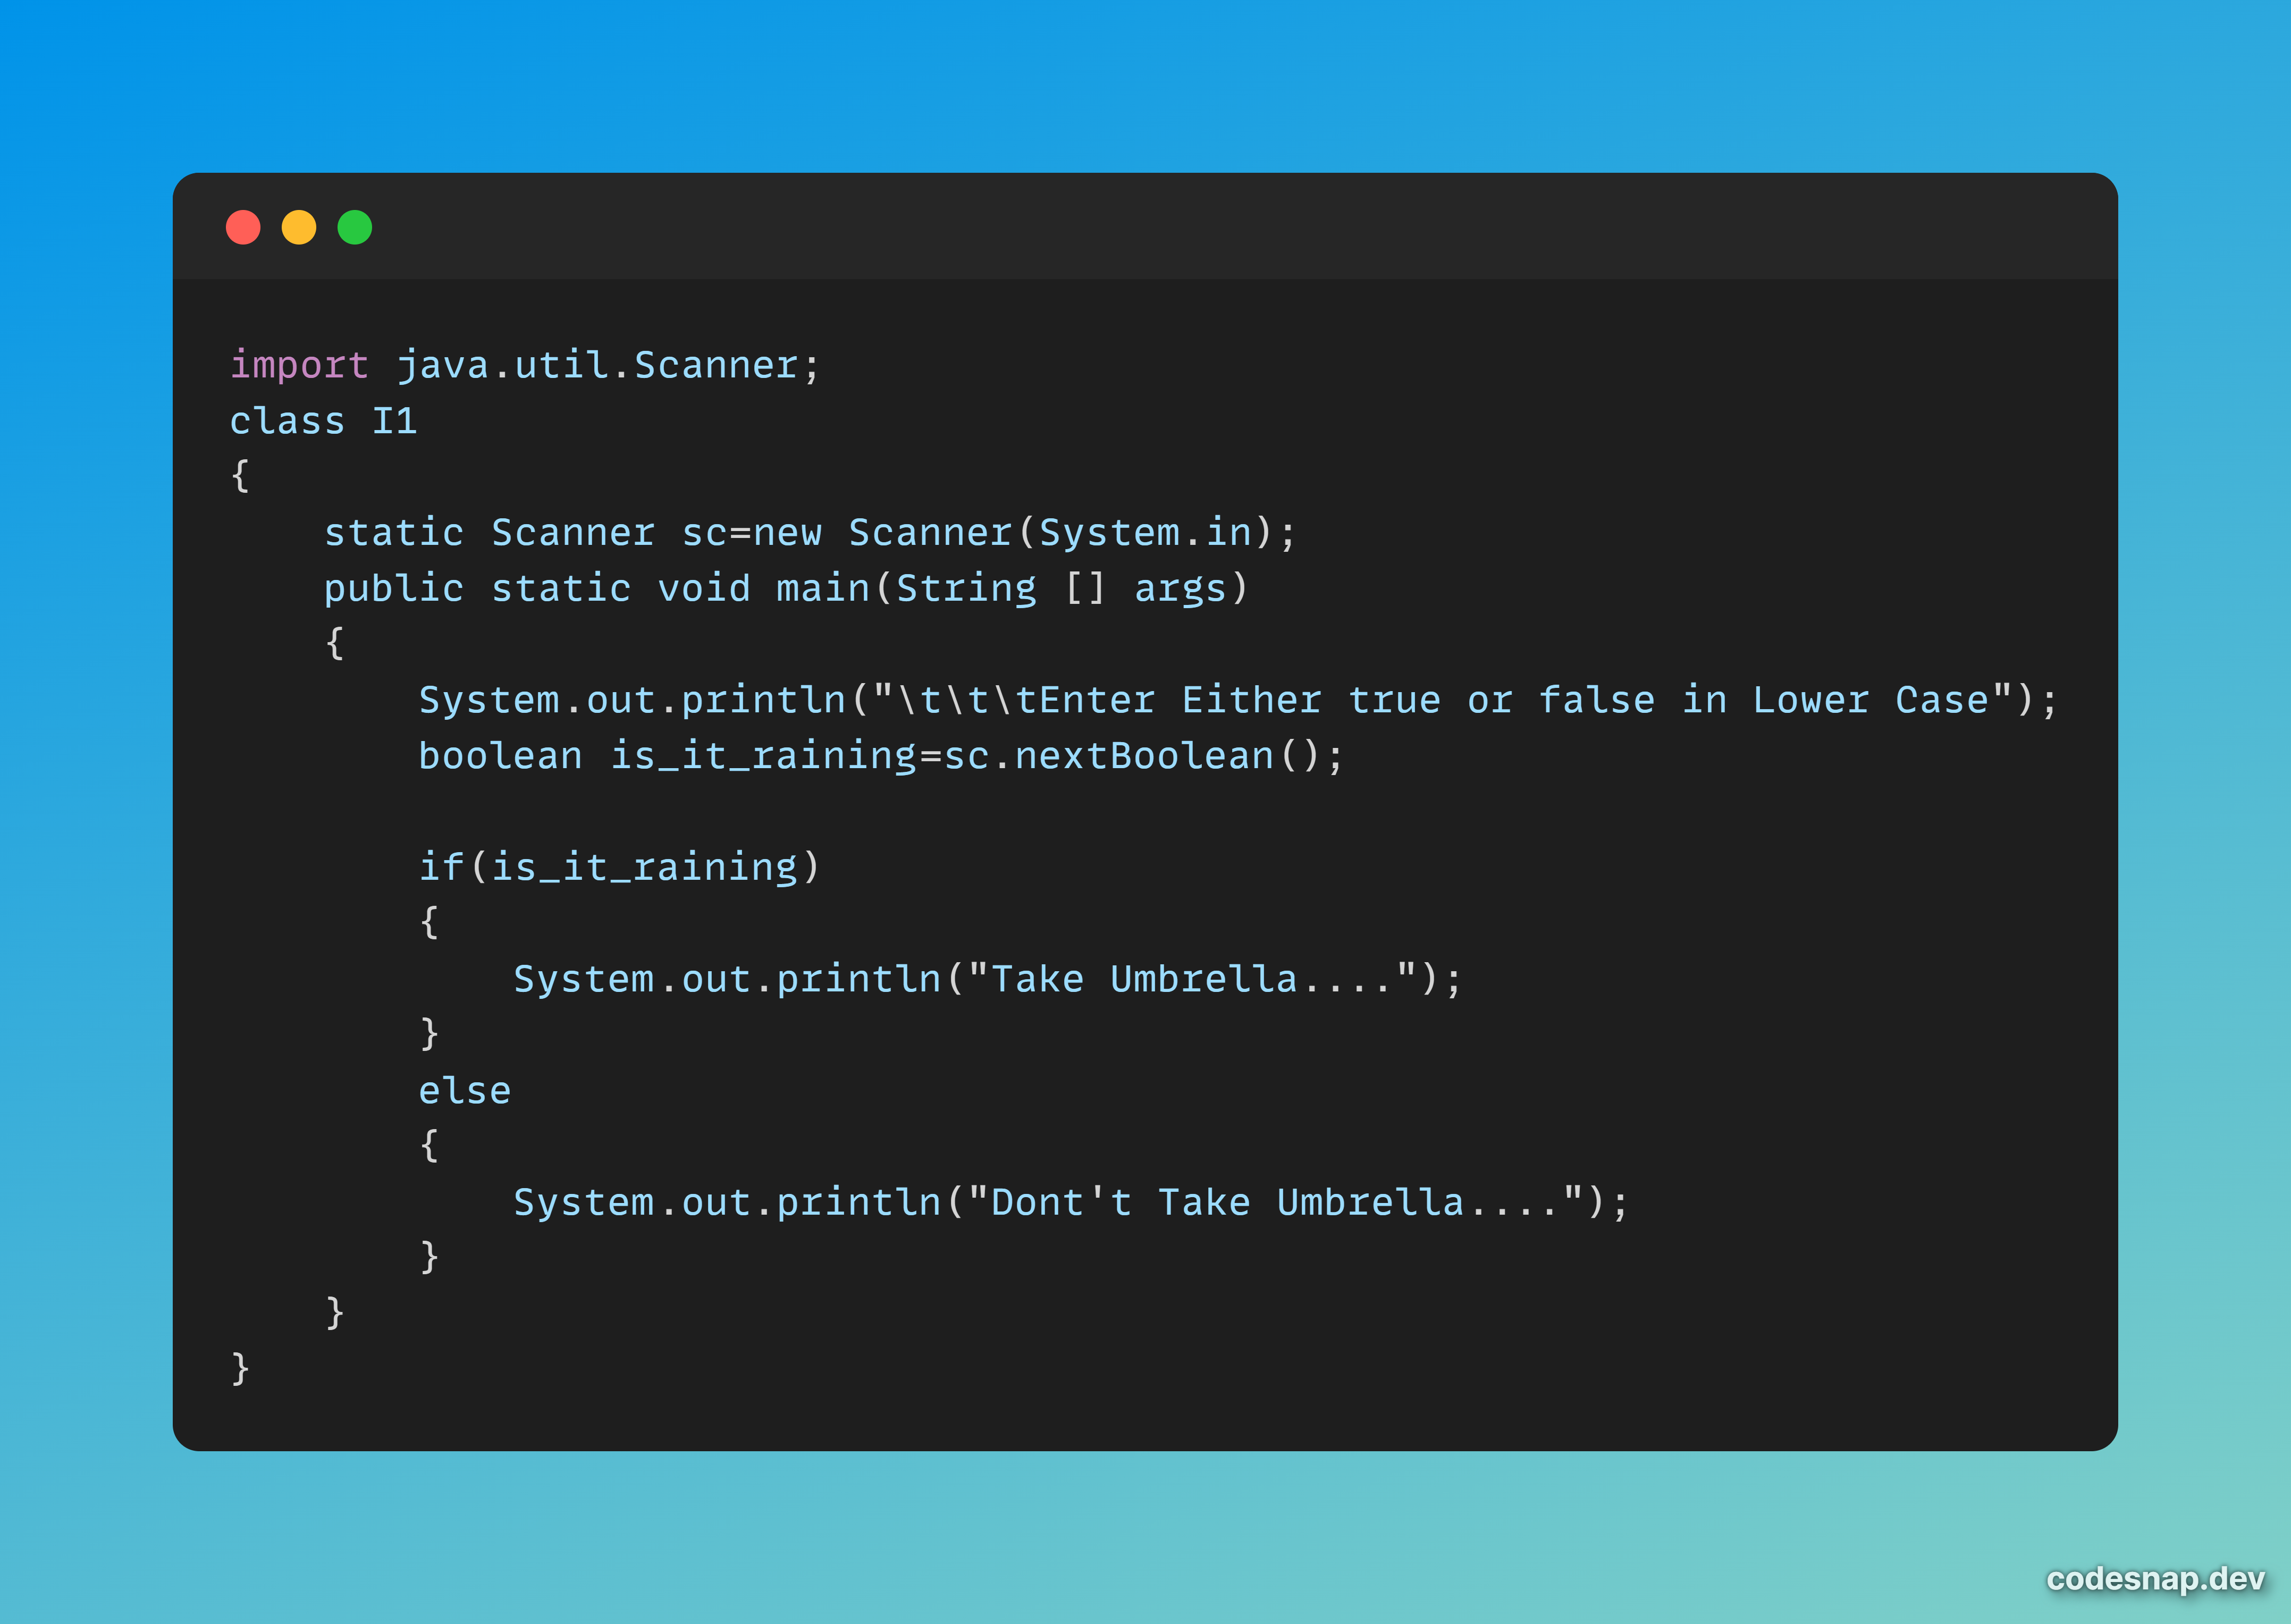 import java.util.Scanner;
class I1
{
    static Scanner sc=new Scanner(System.in);
    public static void main(String [] args)
    {
        System.out.println("\t\t\tEnter Either true or false in Lower Case");
        boolean is_it_raining=sc.nextBoolean();

        if(is_it_raining)
        {
            System.out.println("Take Umbrella....");
        }
        else
        {
            System.out.println("Dont't Take Umbrella....");
        }
    }
}
codesnap.dev